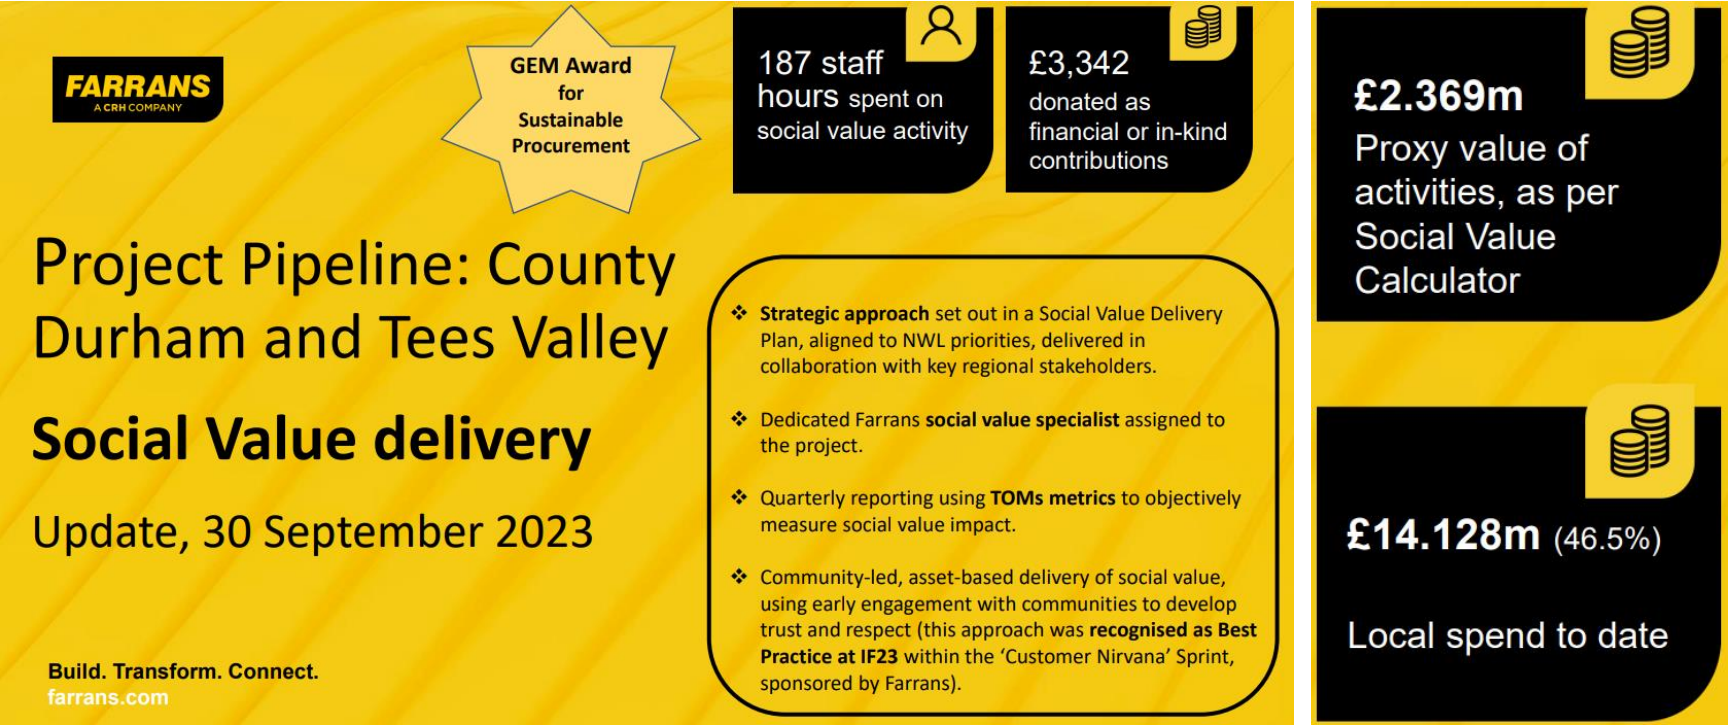 FARRANS
A CRH COMPANY
GEM Award
for
Sustainable
Procurement
Project Pipeline: County
Durham and Tees Valley
Social Value delivery
Update, 30 September 2023
Build. Transform. Connect.
farrans.com
187 staff
hours spent on
social value activity
£3,342
donated as
financial or in-kind
contributions
❖ Strategic approach set out in a Social Value Delivery
Plan, aligned to NWL priorities, delivered in
collaboration with key regional stakeholders.
❖ Dedicated Farrans social value specialist assigned to
the project.
❖ Quarterly reporting using TOMs metrics to objectively
measure social value impact.
❖ Community-led, asset-based delivery of social value,
using early engagement with communities to develop
trust and respect (this approach was recognised as Best
Practice at IF23 within the ‘Customer Nirvana’ Sprint,
sponsored by Farrans).
£2.369m
Proxy value of
activities, as per
Social Value
Calculator
£14.128m (46.5%)
Local spend to date